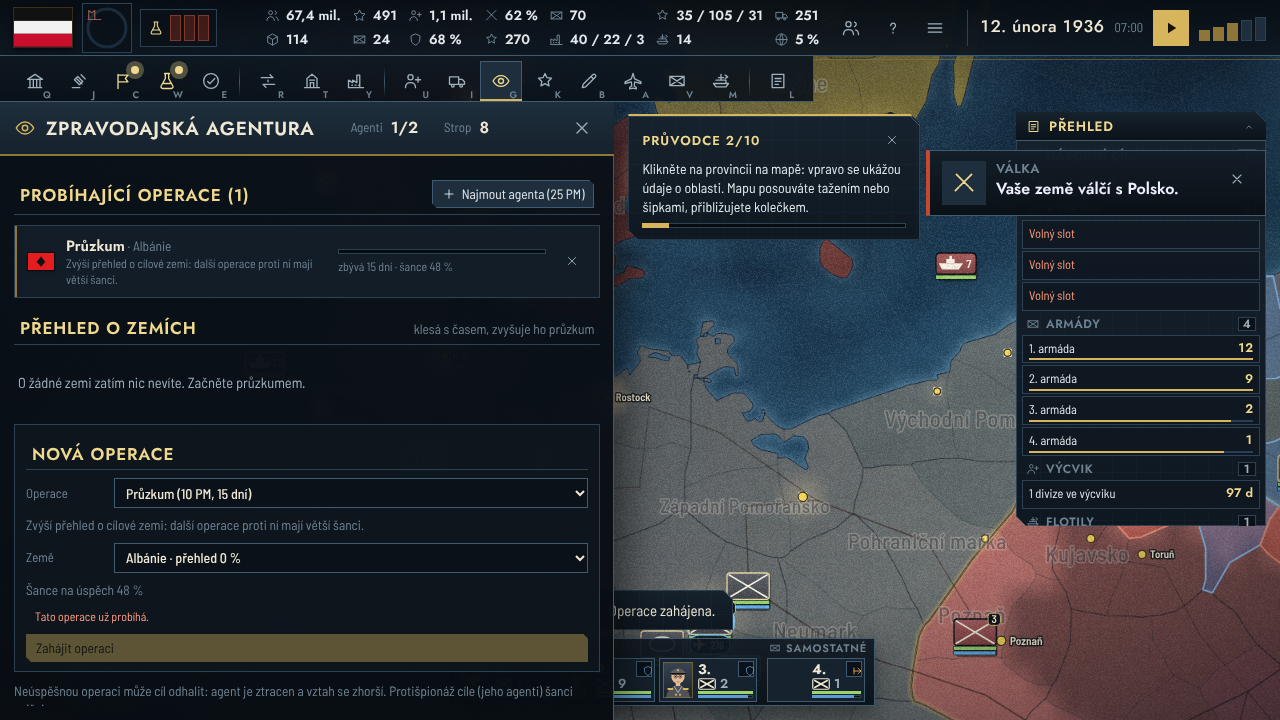 67,4 mil.
491
1,1 mil.
62 %
70
35 / 105 / 31
251
114
24
68 %
270
40 / 22 / 3
14
5 %
?
12. února 1936
07:00
M
Q
J
C
W
E
R
T
Y
U
I
G
K
B
A
V
M
L
ZPRAVODAJSKÁ AGENTURA
Agenti 1/2
Strop 8
PROBÍHAJÍCÍ OPERACE (1)
Najmout agenta (25 PM)
Průzkum · Albánie
Zvýší přehled o cílové zemi: další operace proti ní mají
větší šanci.
zbývá 15 dní · šance 48 %
PŘEHLED O ZEMÍCH
klesá s časem, zvyšuje ho průzkum
O žádné zemi zatím nic nevíte. Začněte průzkumem.
NOVÁ OPERACE
Operace
Průzkum (10 PM, 15 dní)
Zvýší přehled o cílové zemi: další operace proti ní mají větší šanci.
Země
Albánie · přehled 0 %
Šance na úspěch 48 %
Tato operace už probíhá.
Zahájit operaci
Neúspěšnou operaci může cíl odhalit: agent je ztracen a vztah se zhorší. Protišpionáž cíle (jeho agenti) šanci
PRŮVODCE 2/10
Klikněte na provincii na mapě: vpravo se ukážou
údaje o oblasti. Mapu posouváte tažením nebo
šipkami, přibližujete kolečkem.
PŘEHLED
VÁLKA
Vaše země válčí s Polsko.
Volný slot
Volný slot
Volný slot
ARMÁDY
4
1. armáda
12
2. armáda
9
3. armáda
2
4. armáda
1
VÝCVIK
1
1 divize ve výcviku
97 d
FLOTILY
1
7
Rostock
Východní Pom
Západní Pomořansko
Pohraniční marka
Kujavsko
Toruň
Poznaň
3
Poznaň
Neumark
Operace zahájena.
SAMOSTATNÉ
9
3.
2
4.
1